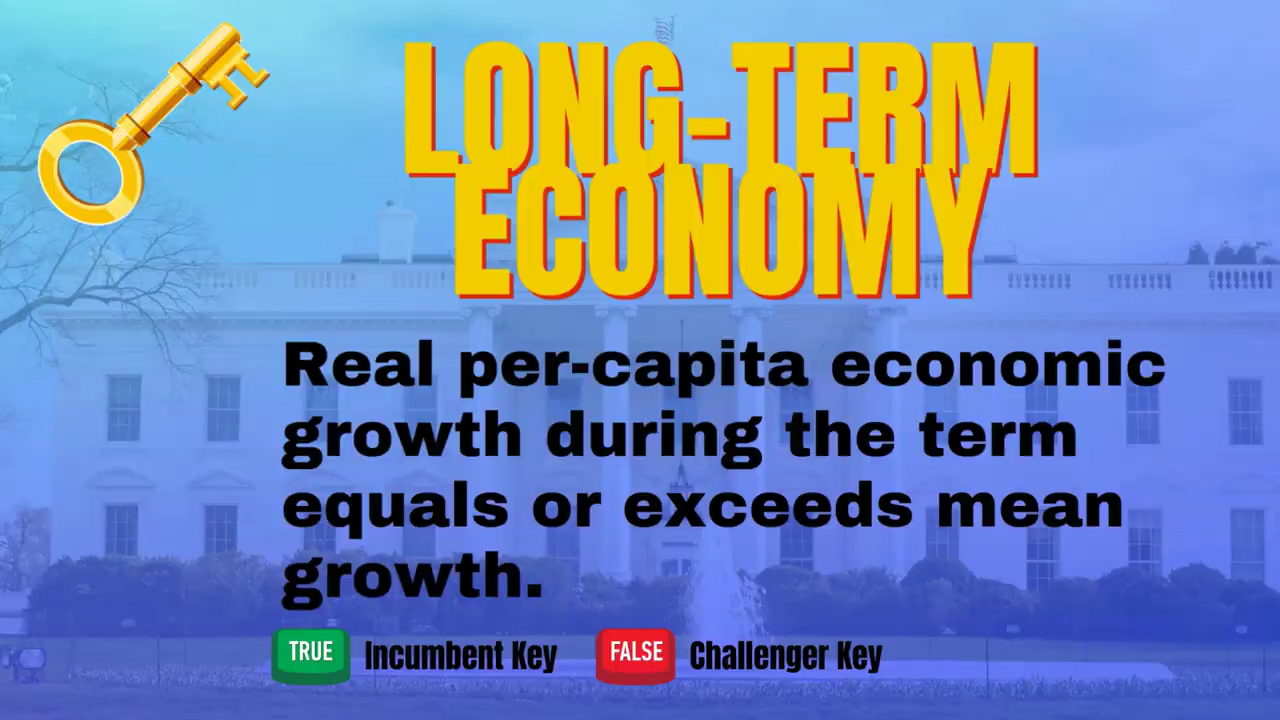 LONG-TERM
ECONOMY
Real per-capita economic
growth during the term
equals or exceeds mean
growth.
TRUE Incumbent Key FALSE Challenger Key